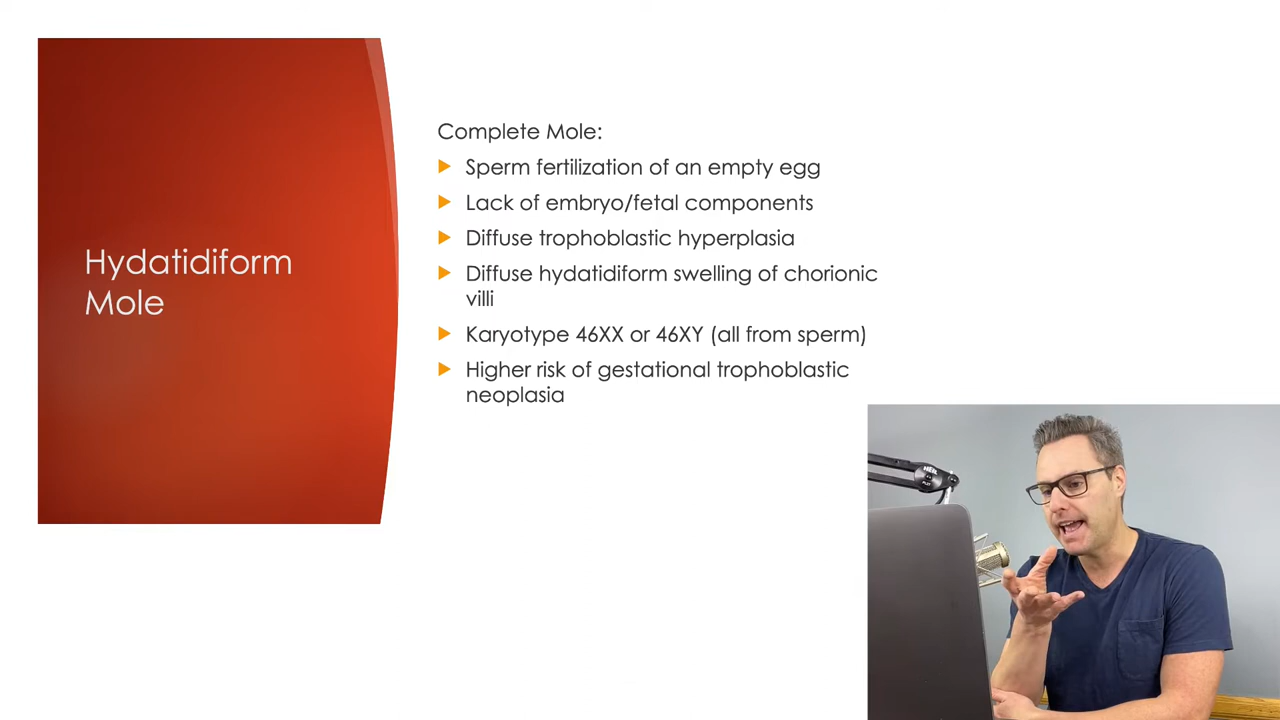 Hydatidiform
Mole
Complete Mole:
Sperm fertilization of an empty egg
Lack of embryo/fetal components
Diffuse trophoblastic hyperplasia
Diffuse hydatidiform swelling of chorionic
villi
Karyotype 46XX or 46XY (all from sperm)
Higher risk of gestational trophoblastic
neoplasia